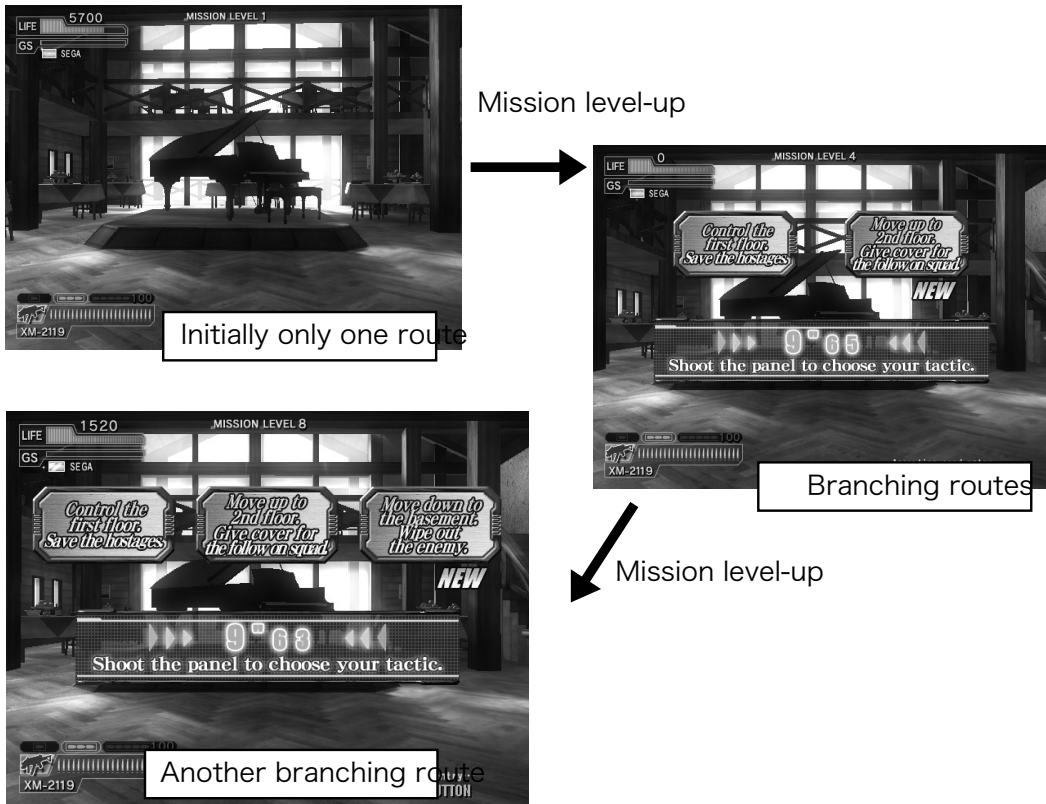 LIFE 5700
MISSION LEVEL 1
GS
SEGA
100
XM-2119
Initially only one route
Mission level-up
LIFE 0
MISSION LEVEL 4
GS
SEGA
Control the
first floor.
Save the hostages.
Move up to
2nd floor.
Give cover for
the follow on squad.
NEW
9"65
Shoot the panel to choose your tactic.
100
XM-2119
Branching routes
Mission level-up
LIFE 1520
MISSION LEVEL 8
GS
SEGA
Control the
first floor.
Save the hostages.
Move up to
2nd floor.
Give cover for
the follow on squad.
Move down to
the basement.
Wipe out
the enemy.
NEW
9"63
Shoot the panel to choose your tactic.
100
XM-2119
Another branching route